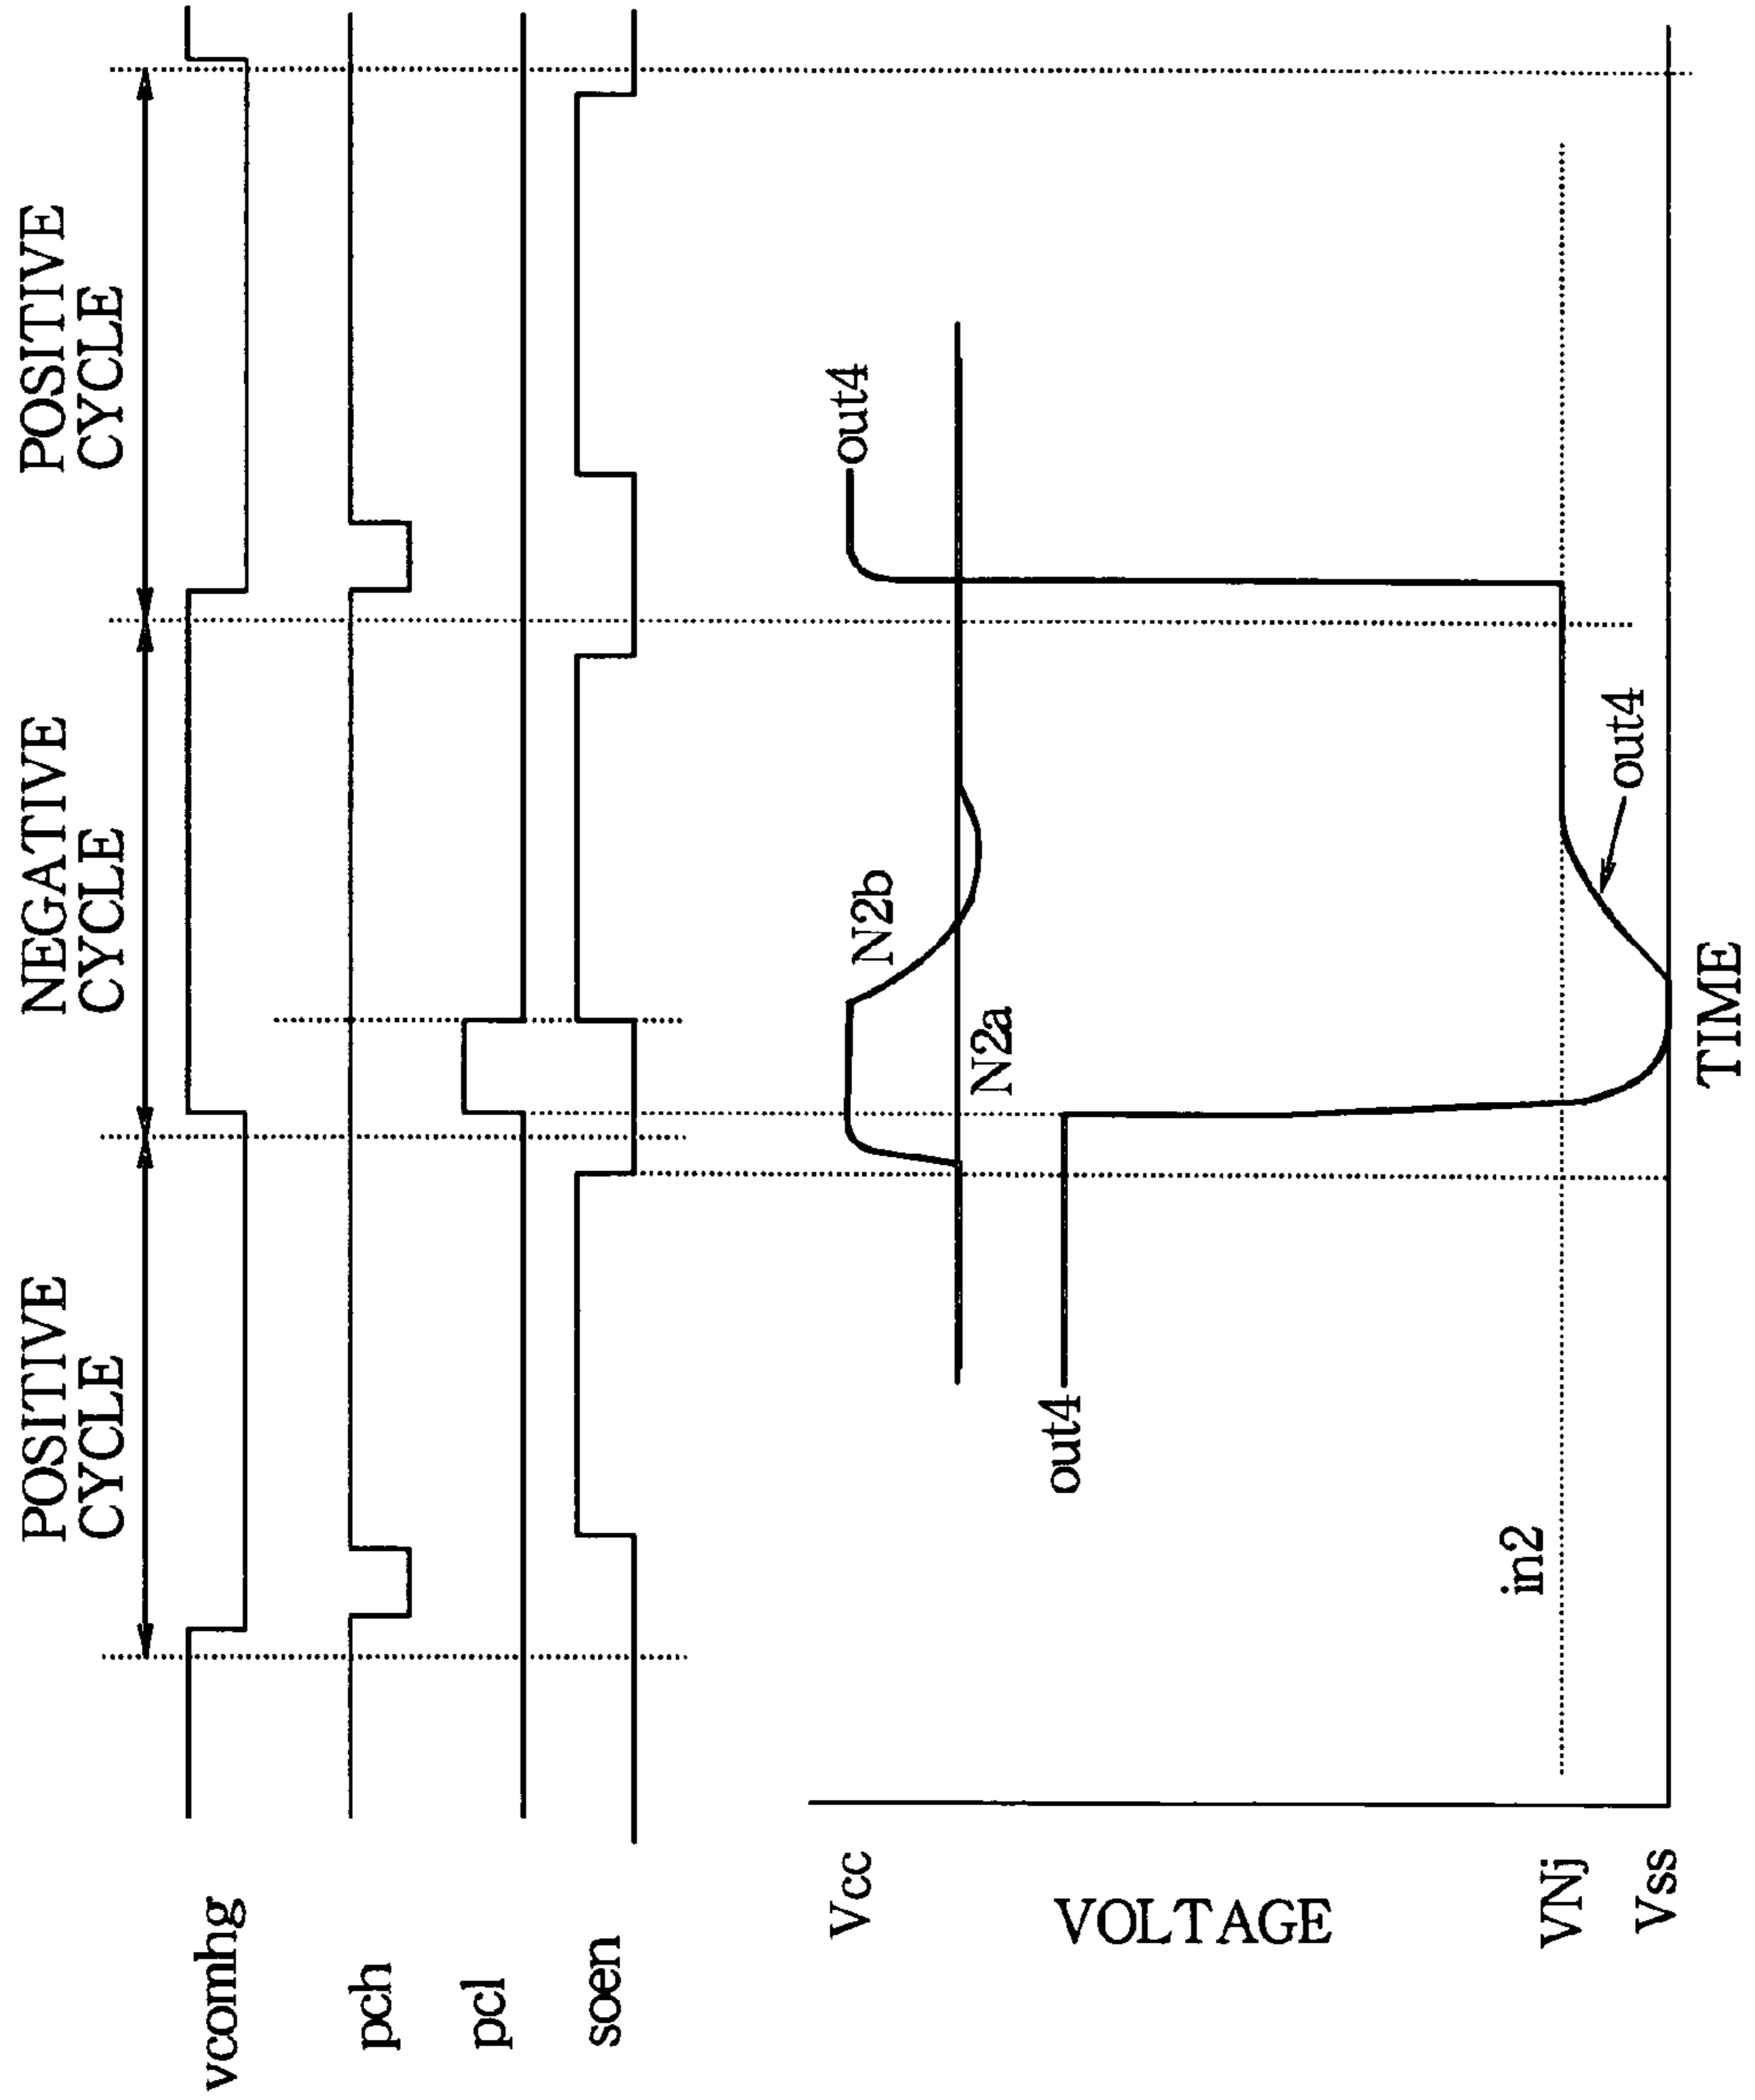 POSITIVE
CYCLE
NEGATIVE
CYCLE
POSITIVE
CYCLE
vcomhg
pch
pcl
soen
Vcc
VOLTAGE
VNj
Vss
N2b
out4
N2a
out4
in2
out4
TIME